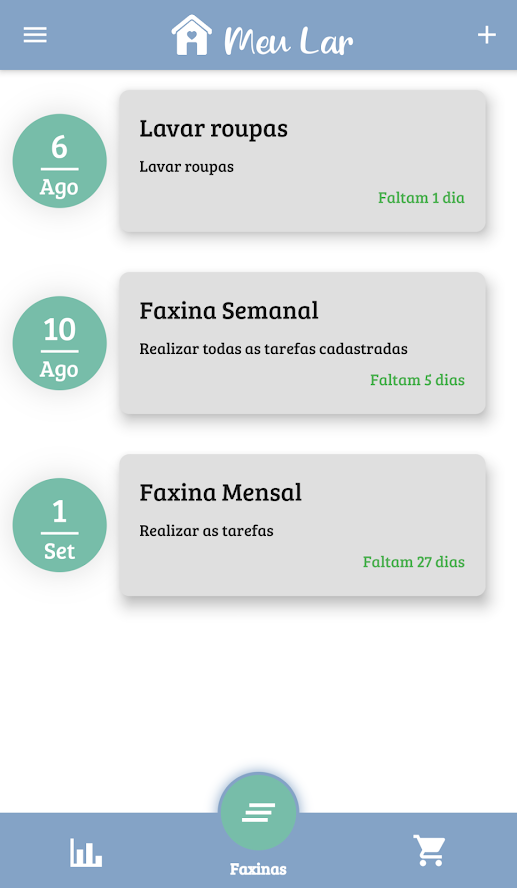 Meu Lar
6
Ago
Lavar roupas
Lavar roupas
Faltam 1 dia
10
Ago
Faxina Semanal
Realizar todas as tarefas cadastradas
Faltam 5 dias
1
Set
Faxina Mensal
Realizar as tarefas
Faltam 27 dias
Faxinas